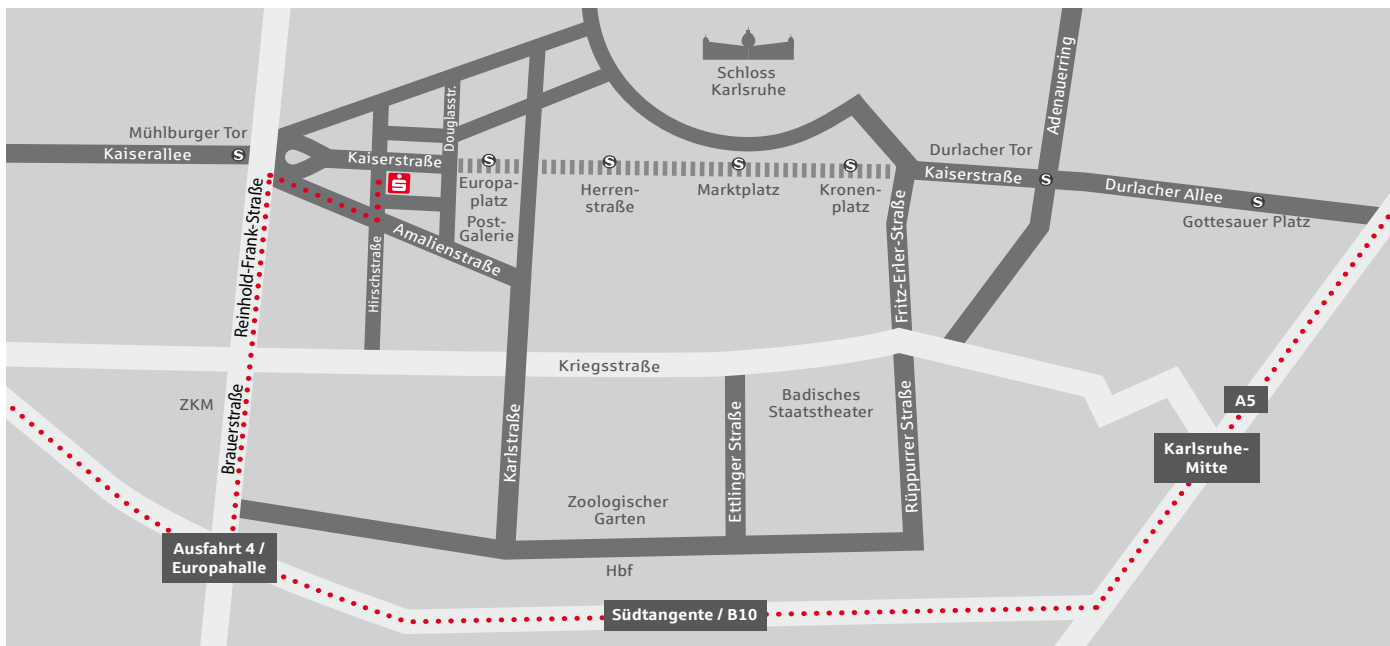 Schloss
Karlsruhe
Adenauerring
Mühlburger Tor
Kaiserallee
S
Douglasstr.
Kaiserstraße
S
S
S
S
Durlacher Tor
Kaiserstraße
S
Durlacher Allee
S
Gottesauer Platz
Europa-
platz
Post-
Galerie
Herren-
straße
Marktplatz
Kronen-
platz
Reinhold-Frank-Straße
Hirschstraße
Amalienstraße
Fritz-Erler-Straße
Kriegsstraße
ZKM
Brauerstraße
Karlstraße
Ettlinger Straße
Badisches
Staatstheater
Rüppurrer Straße
A5
Karlsruhe-
Mitte
Zoologischer
Garten
Hbf
Ausfahrt 4 /
Europahalle
Südtangente / B10